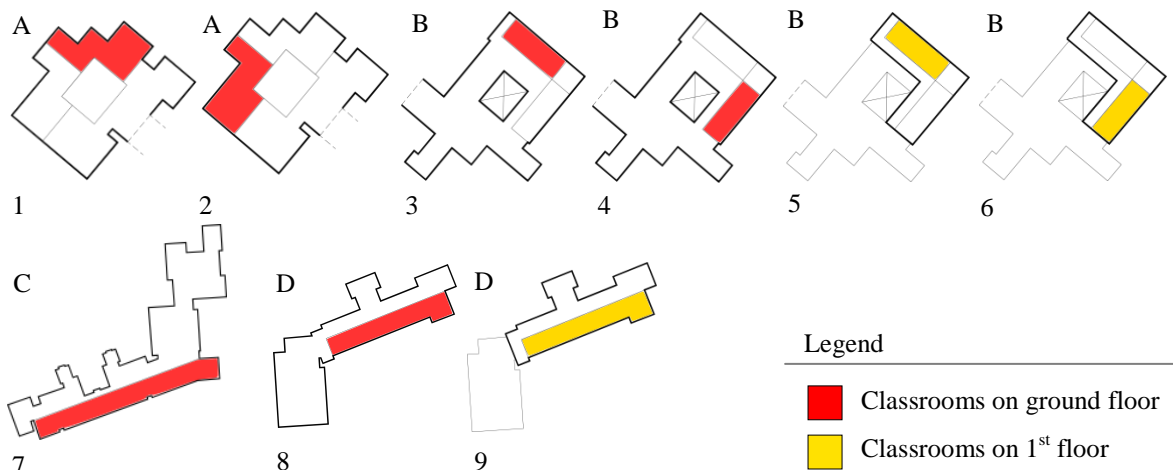 A A B B B B
1 2 3 4 5 6
C D D
7 8 9
Legend
Classrooms on ground floor
Classrooms on 1st floor